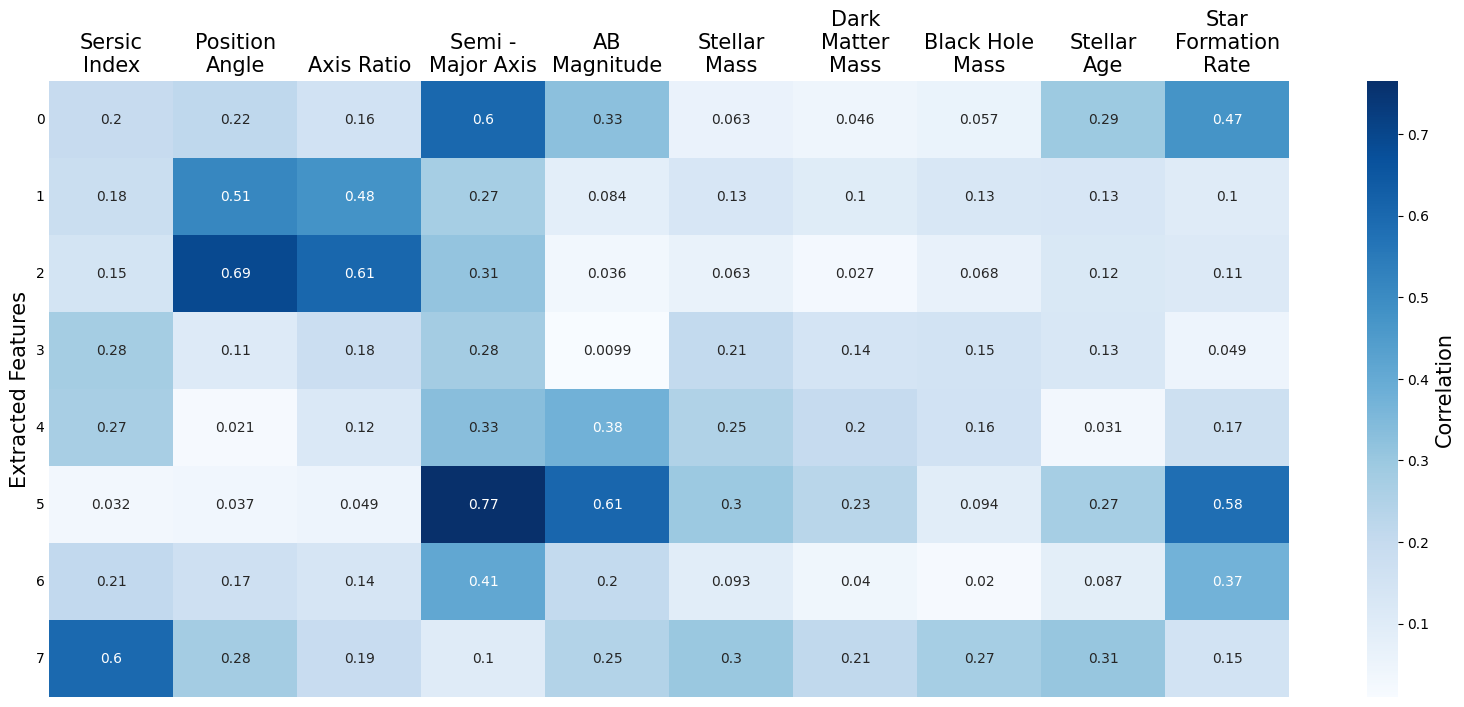 Sersic Index
Position Angle
Axis Ratio
Semi - Major Axis
AB Magnitude
Stellar Mass
Dark Matter Mass
Black Hole Mass
Stellar Age
Star Formation Rate
Extracted Features
0 0.2 0.22 0.16 0.6 0.33 0.063 0.046 0.057 0.29 0.47
1 0.18 0.51 0.48 0.27 0.084 0.13 0.1 0.13 0.13 0.1
2 0.15 0.69 0.61 0.31 0.036 0.063 0.027 0.068 0.12 0.11
3 0.28 0.11 0.18 0.28 0.0099 0.21 0.14 0.15 0.13 0.049
4 0.27 0.021 0.12 0.33 0.38 0.25 0.2 0.16 0.031 0.17
5 0.032 0.037 0.049 0.77 0.61 0.3 0.23 0.094 0.27 0.58
6 0.21 0.17 0.14 0.41 0.2 0.093 0.04 0.02 0.087 0.37
7 0.6 0.28 0.19 0.1 0.25 0.3 0.21 0.27 0.31 0.15
0.7
0.6
0.5
0.4
0.3
0.2
0.1
Correlation